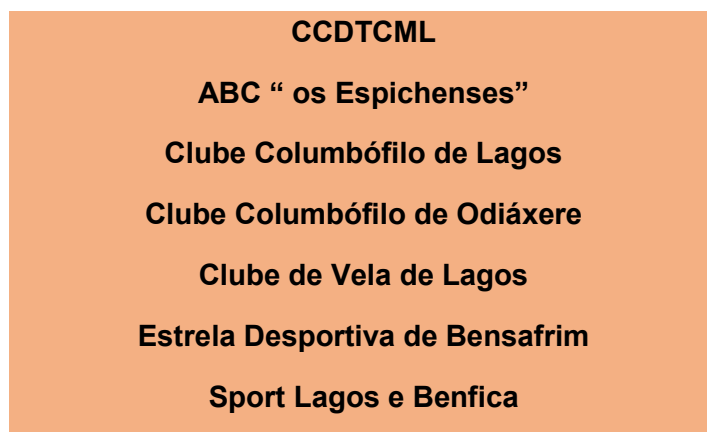 CCDTCML
ABC “ os Espichenses”
Clube Columbófilo de Lagos
Clube Columbófilo de Odiáxere
Clube de Vela de Lagos
Estrela Desportiva de Bensafrim
Sport Lagos e Benfica